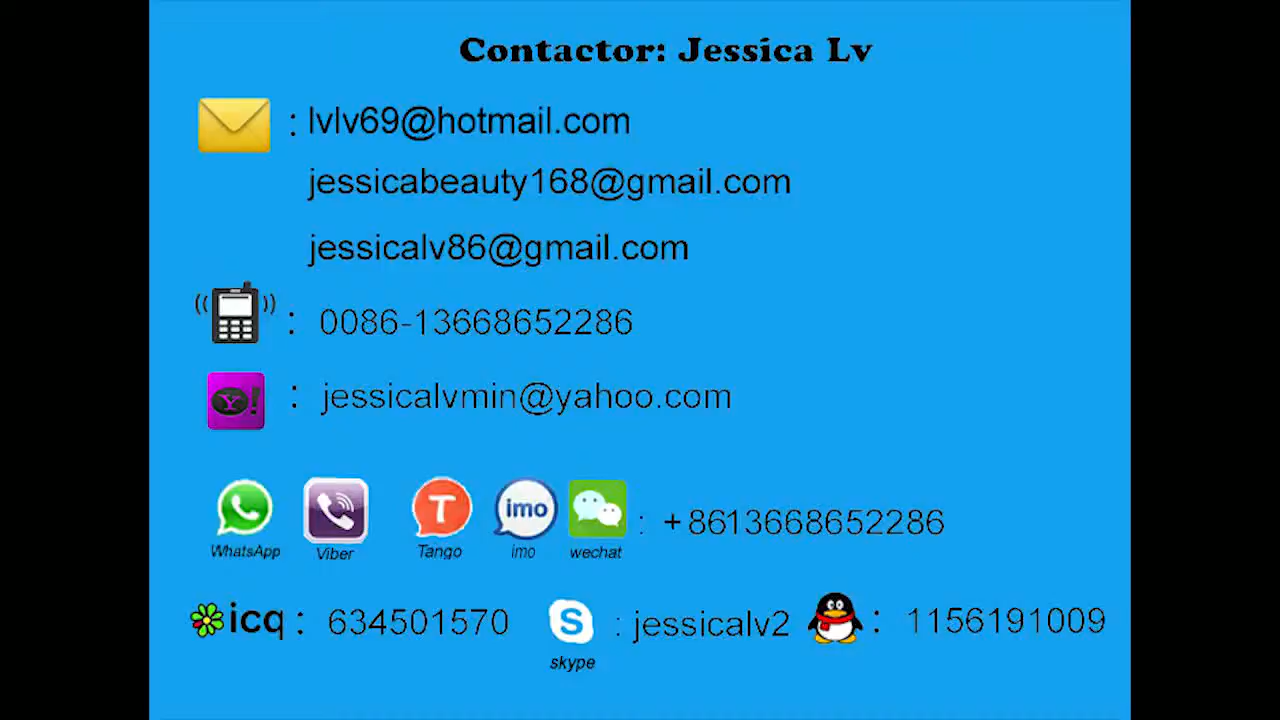 Contactor: Jessica Lv
: lvlv69@hotmail.com
jessicabeauty168@gmail.com
jessicalv86@gmail.com
: 0086-13668652286
Y! : jessicalvmin@yahoo.com
T imo : +8613668652286
WhatsApp Viber Tango imo wechat
icq : 634501570 S : jessicalv2 : 1156191009
skype